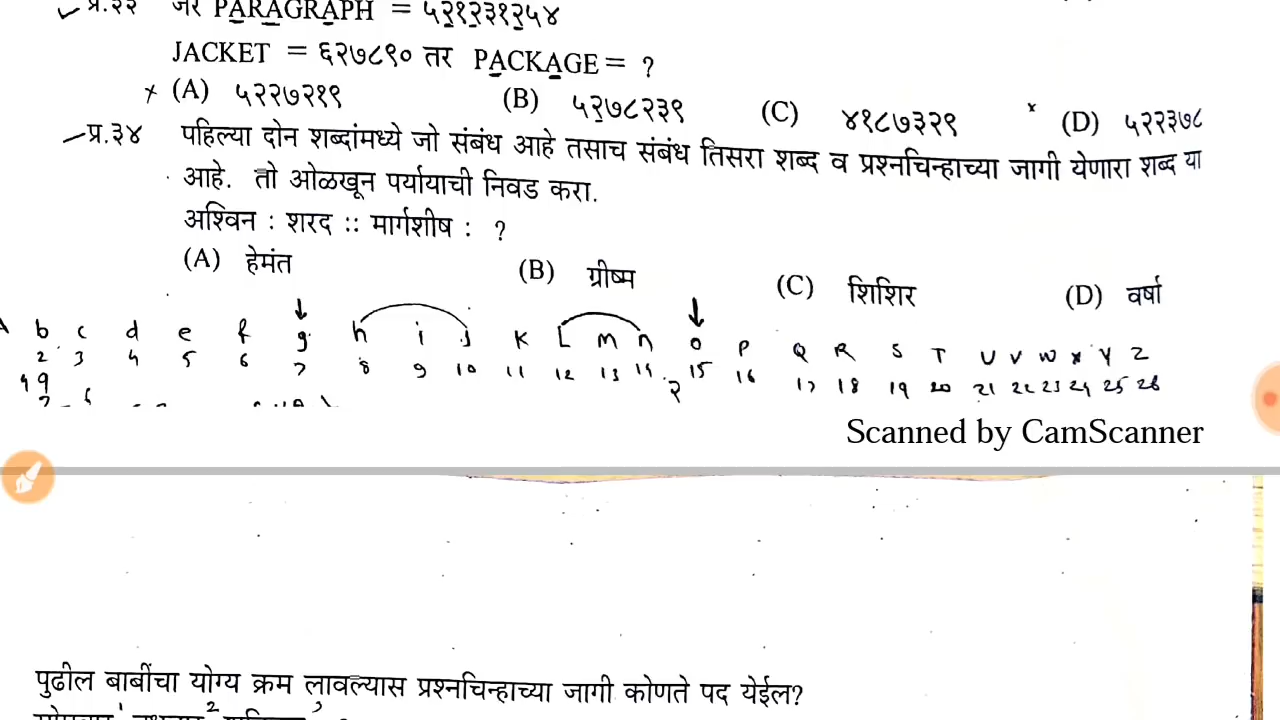 प्र.३३ जर PARAGRAPH = ५२१२३१२५४
JACKET = ६२७८९० तर PACKAGE = ?
(A) ५२२७२१९ (B) ५२७८२३९ (C) ४१८७३२९ (D) ५२२३७८
प्र.३४ पहिल्या दोन शब्दांमध्ये जो संबंध आहे तसाच संबंध तिसरा शब्द व प्रश्नचिन्हाच्या जागी येणारा शब्द या
आहे. तो ओळखून पर्यायाची निवड करा.
अश्विन : शरद :: मार्गशीष : ?
(A) हेमंत (B) ग्रीष्म (C) शिशिर (D) वर्षा
b c d e f g h i j K L m n o P Q R S T U V W X Y Z
2 3 4 5 6 7 8 9 10 11 12 13 14 15 16 17 18 19 20 21 22 23 24 25 26
Scanned by CamScanner
पुढील बाबींचा योग्य क्रम लावल्यास प्रश्नचिन्हाच्या जागी कोणते पद येईल?